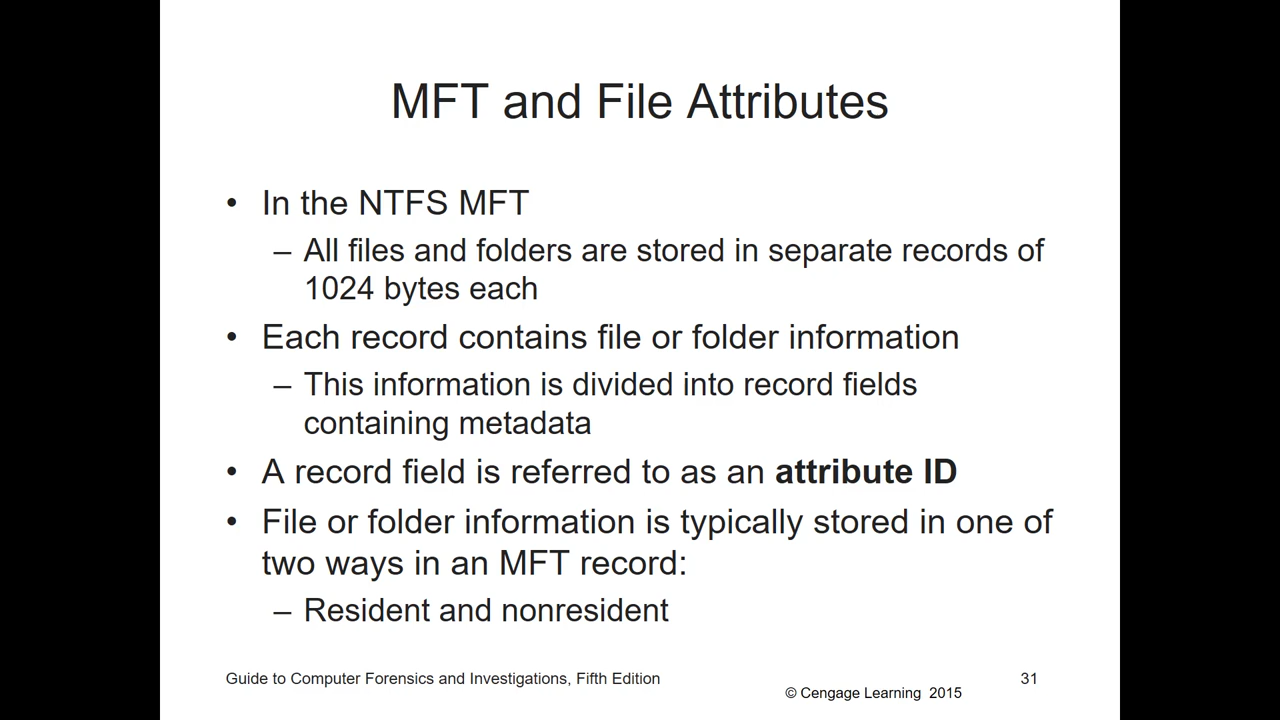 MFT and File Attributes
• In the NTFS MFT
– All files and folders are stored in separate records of
1024 bytes each
• Each record contains file or folder information
– This information is divided into record fields
containing metadata
• A record field is referred to as an attribute ID
• File or folder information is typically stored in one of
two ways in an MFT record:
– Resident and nonresident
Guide to Computer Forensics and Investigations, Fifth Edition
31
© Cengage Learning 2015